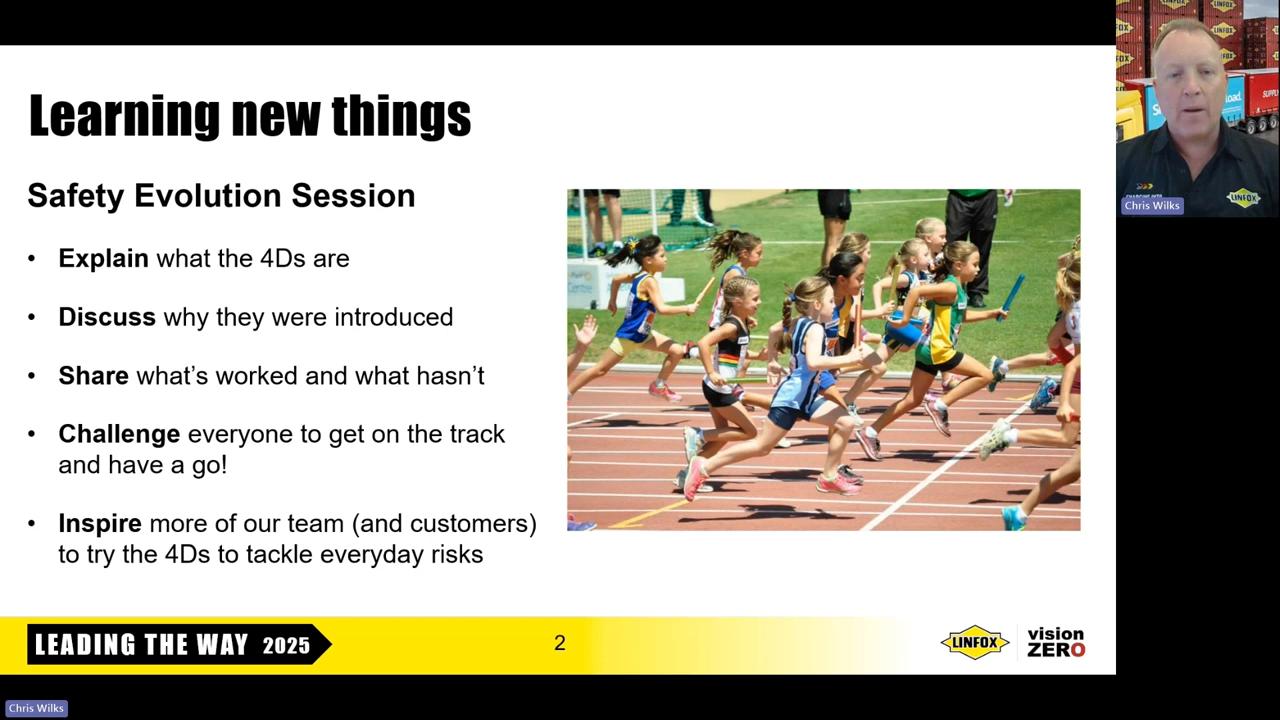 Learning new things
Safety Evolution Session
• Explain what the 4Ds are
• Discuss why they were introduced
• Share what's worked and what hasn't
• Challenge everyone to get on the track
and have a go!
• Inspire more of our team (and customers)
to try the 4Ds to tackle everyday risks
LEADING THE WAY 2025
2
LINFOX
vision
ZERO
LINFOX
LINFOX
LINFOX
LINFOX
Chris Wilks
Chris Wilks